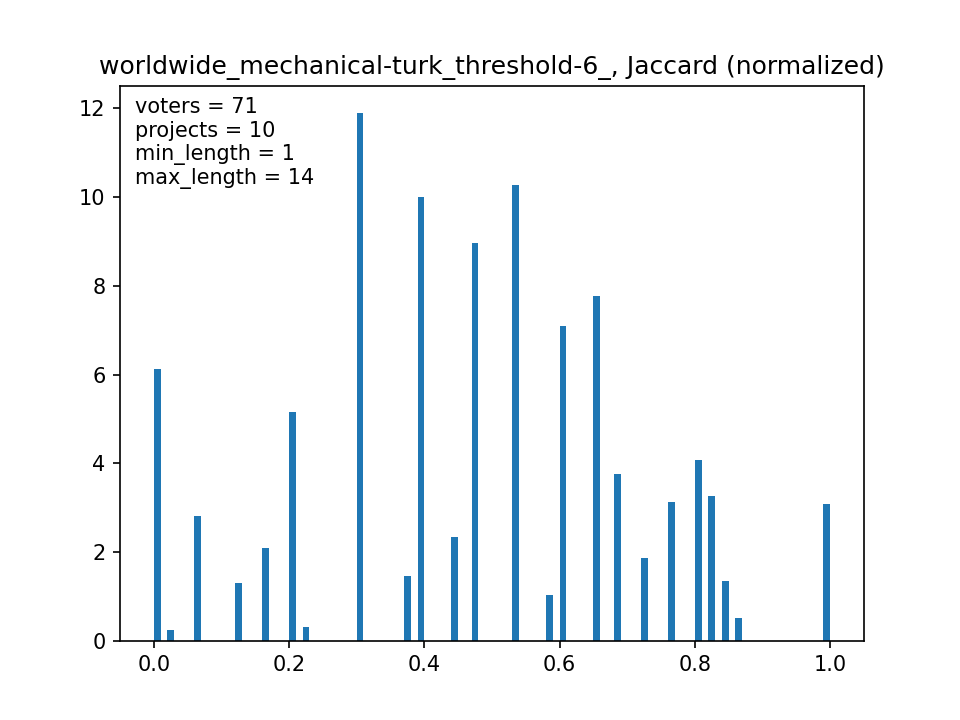 worldwide_mechanical-turk_threshold-6_, Jaccard (normalized)
voters = 71
projects = 10
min_length = 1
max_length = 14
12
10
8
6
4
2
0
0.0 0.2 0.4 0.6 0.8 1.0